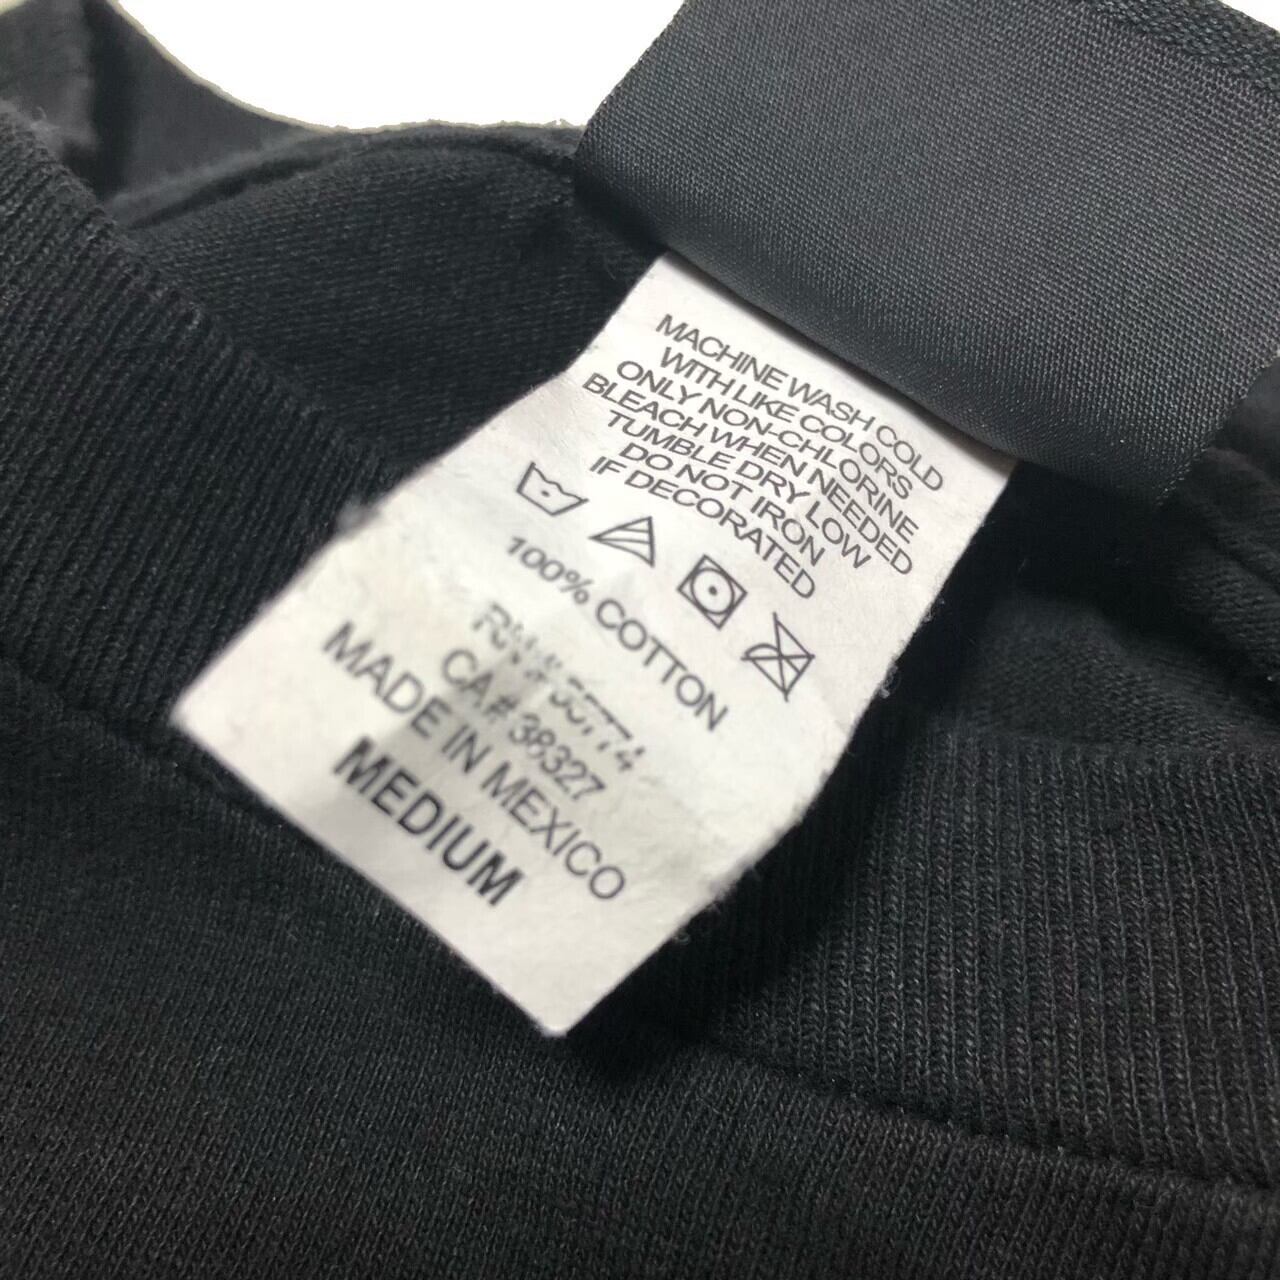 MACHINE WASH COLD
WITH LIKE COLORS
ONLY NON-CHLORINE
BLEACH WHEN NEEDED
TUMBLE DRY LOW
DO NOT IRON
IF DECORATED
100% COTTON
CA# 38327
MADE IN MEXICO
MEDIUM